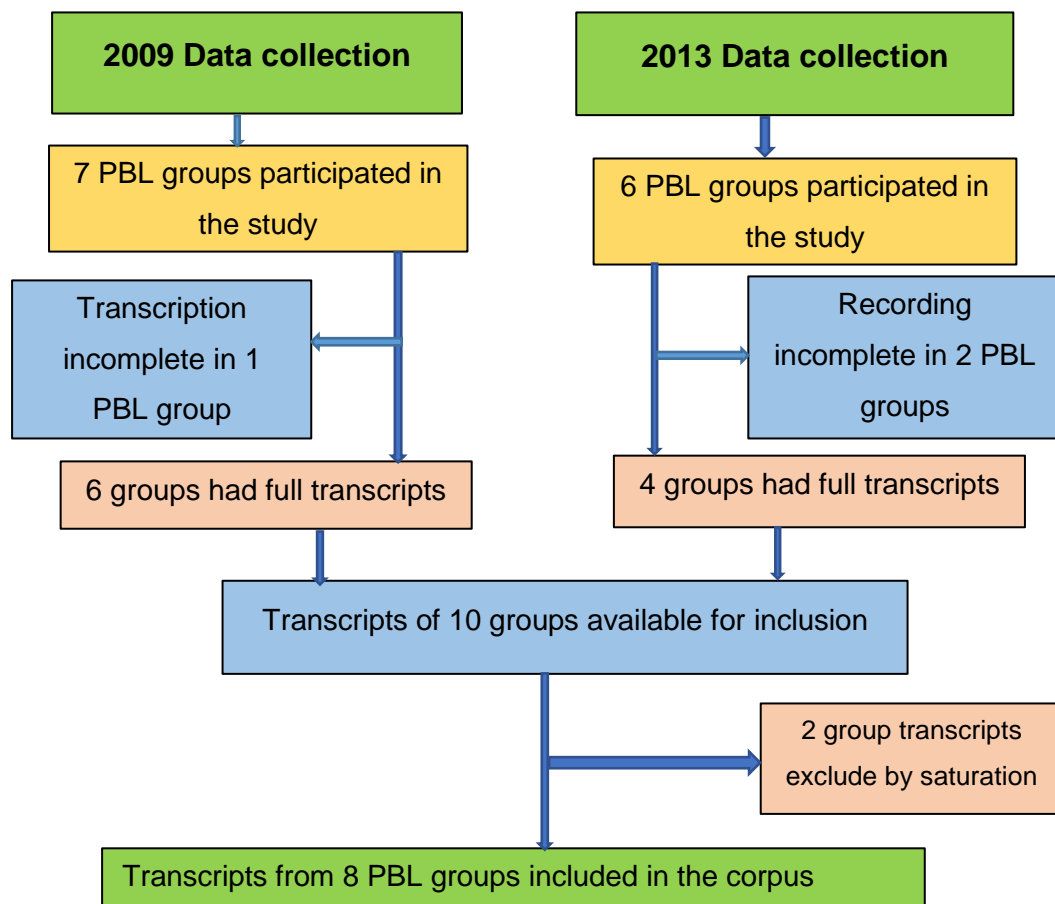 2009 Data collection
2013 Data collection
7 PBL groups participated in
the study
6 PBL groups participated in
the study
Transcription
incomplete in 1
PBL group
Recording
incomplete in 2 PBL
groups
6 groups had full transcripts
4 groups had full transcripts
Transcripts of 10 groups available for inclusion
2 group transcripts
exclude by saturation
Transcripts from 8 PBL groups included in the corpus